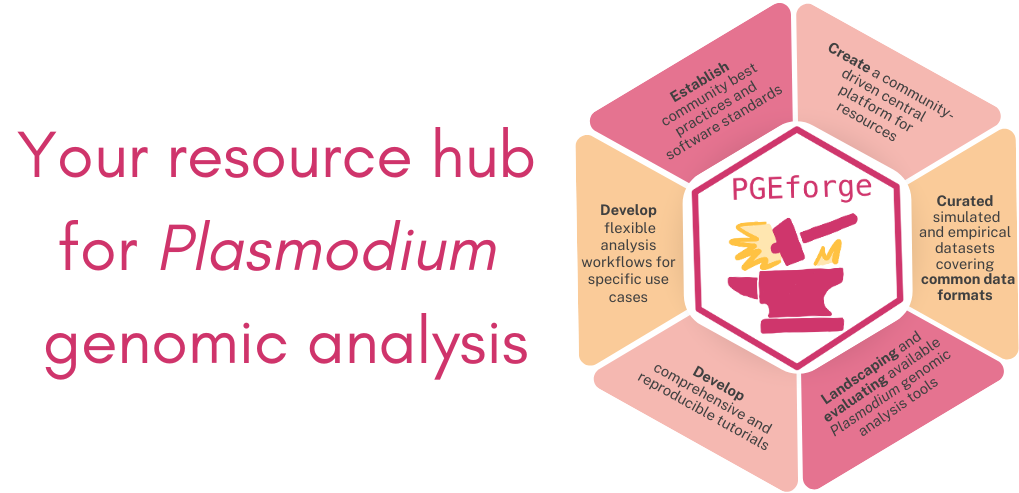 Your resource hub
for Plasmodium
genomic analysis
Establish
community best
practices and
software standards
Create a community-
driven central
platform for
resources
Develop
flexible
analysis
workflows for
specific use
cases
PGEforge
Curated
simulated
and empirical
datasets
covering
common data
formats
Develop
comprehensive and
reproducible tutorials
Landscaping and
evaluating available
Plasmodium genomic
analysis tools